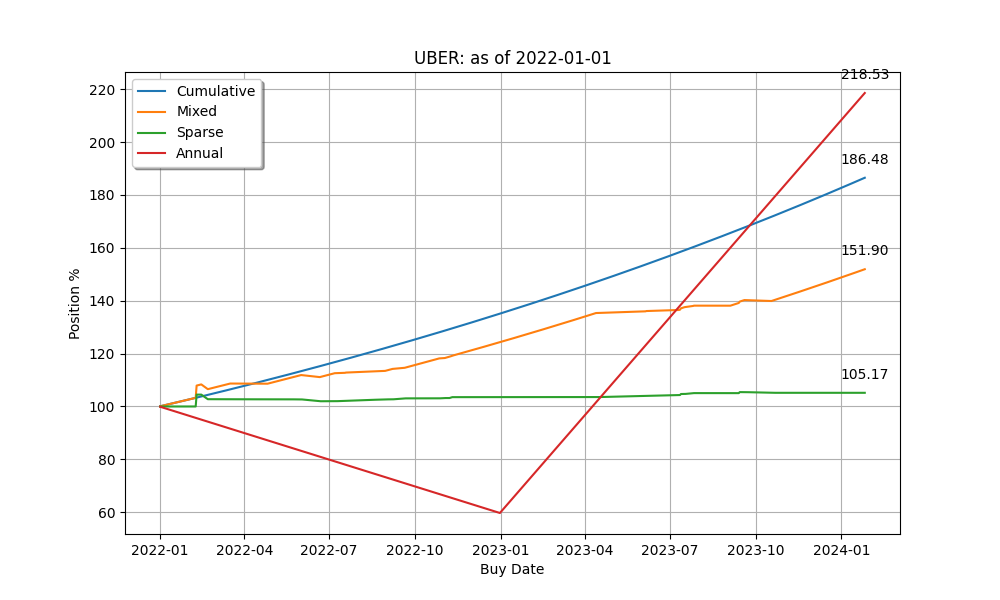 UBER: as of 2022-01-01
Cumulative
Mixed
Sparse
Annual
218.53
186.48
151.90
105.17
220
200
180
160
140
120
100
80
60
Position %
2022-01 2022-04 2022-07 2022-10 2023-01 2023-04 2023-07 2023-10 2024-01
Buy Date